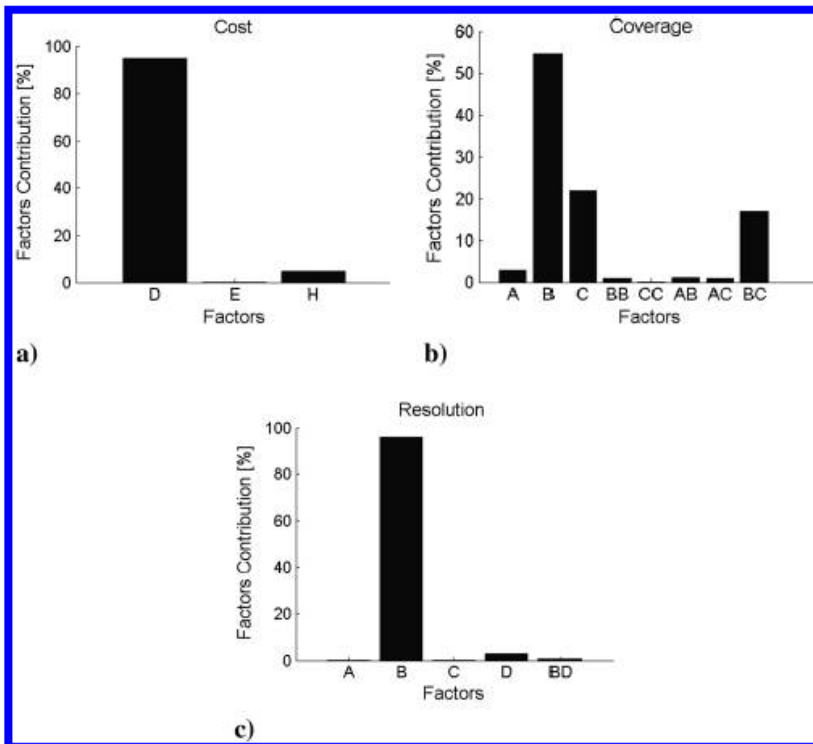 Cost
Factors Contribution [%]
100
80
60
40
20
0
D E H
Factors
a)
Coverage
Factors Contribution [%]
60
50
40
30
20
10
0
A B C BB CC AB AC BC
Factors
b)
Resolution
Factors Contribution [%]
100
80
60
40
20
0
A B C D BD
Factors
c)